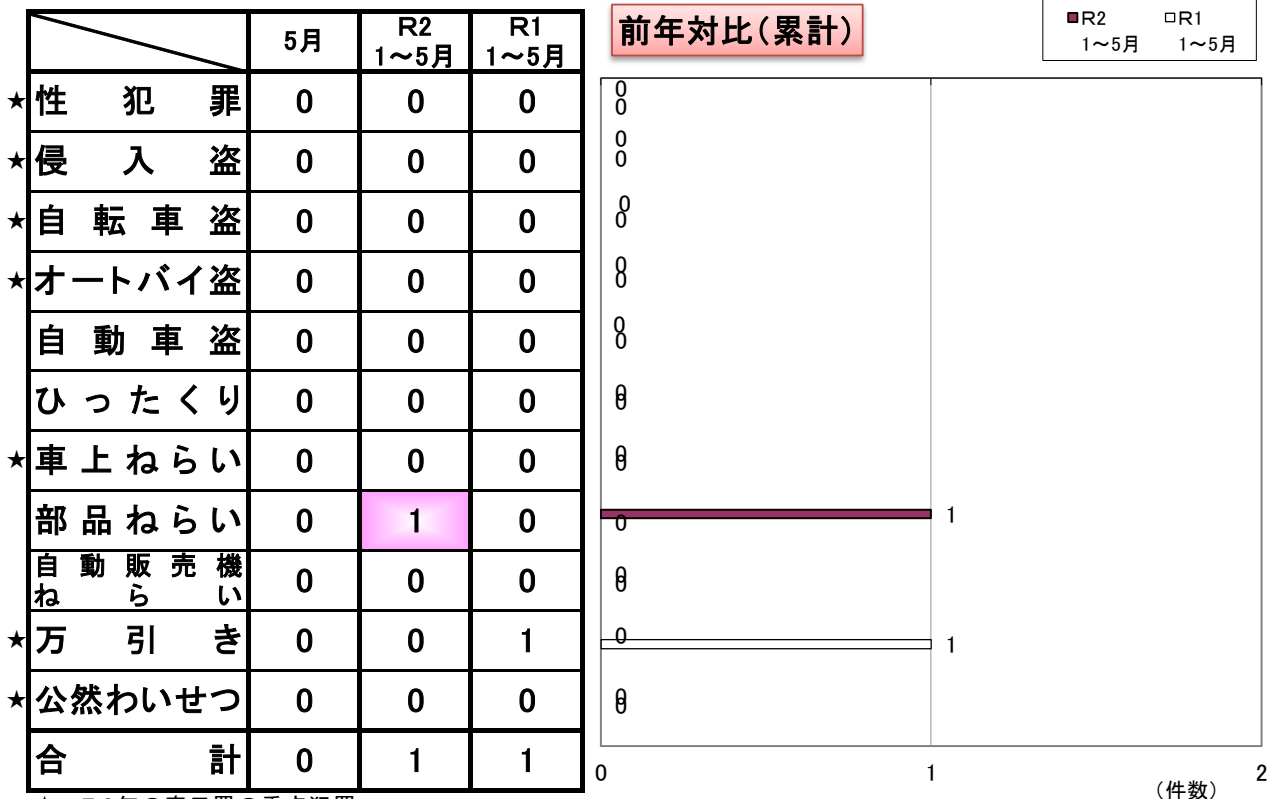 5月 R2 1～5月 R1 1～5月
★ 性犯罪 0 0 0
★ 侵入盗 0 0 0
★ 自転車盗 0 0 0
★ オートバイ盗 0 0 0
自動車盗 0 0 0
ひったくり 0 0 0
★ 車上ねらい 0 0 0
部品ねらい 0 1 0
自動販売機ねらい 0 0 0
★ 万引き 0 0 1
★ 公然わいせつ 0 0 0
合計 0 1 1
前年対比（累計）
R2 1～5月
R1 1～5月
0
0
0
0
0
0
0
0
0
0
0
0
0
0
1
0
0
0
0
1
0
0
0 1 2
（件数）